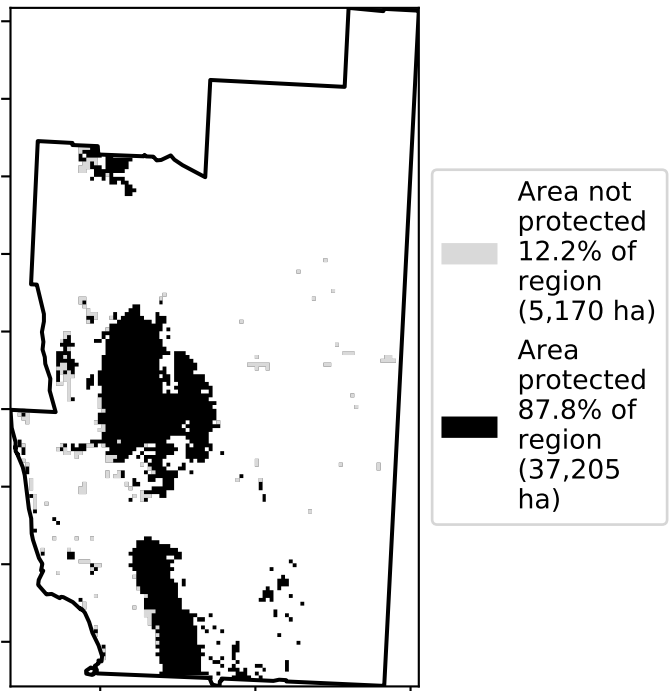 Area not
protected
12.2% of
region
(5,170 ha)
Area
protected
87.8% of
region
(37,205
ha)